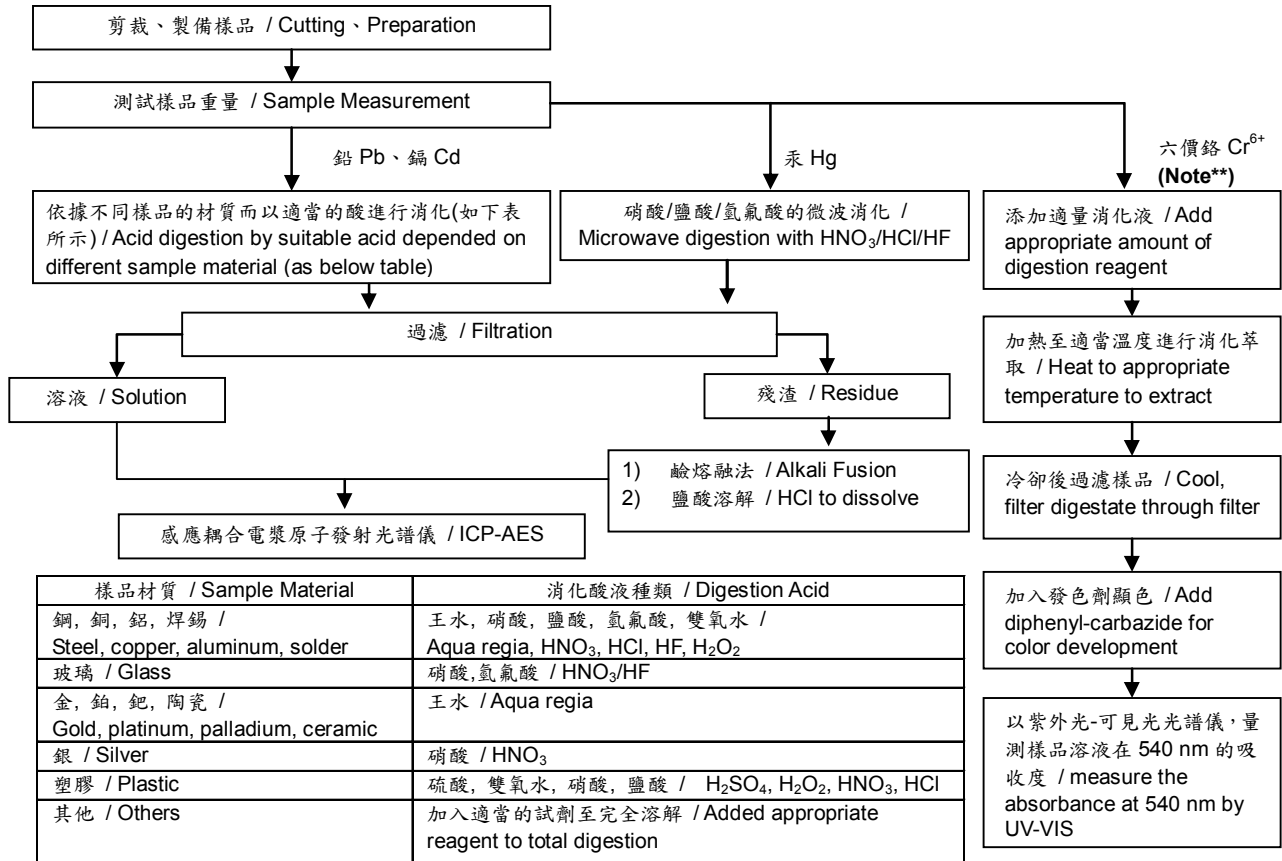 剪裁、製備樣品 / Cutting、Preparation
測試樣品重量 / Sample Measurement
鉛 Pb、鎘 Cd
汞 Hg
六價鉻 Cr⁶⁺
(Note**)
依據不同樣品的材質而以適當的酸進行消化(如下表
所示) / Acid digestion by suitable acid depended on
different sample material (as below table)
硝酸/鹽酸/氫氟酸的微波消化 /
Microwave digestion with HNO₃/HCl/HF
添加適量消化液 / Add
appropriate amount of
digestion reagent
過濾 / Filtration
加熱至適當溫度進行消化萃
取 / Heat to appropriate
temperature to extract
溶液 / Solution
殘渣 / Residue
1) 鹼熔融法 / Alkali Fusion
2) 鹽酸溶解 / HCl to dissolve
冷卻後過濾樣品 / Cool,
filter digestate through filter
感應耦合電漿原子發射光譜儀 / ICP-AES
加入發色劑顯色 / Add
diphenyl-carbazide for
color development
以紫外光-可見光光譜儀，量
測樣品溶液在 540 nm 的吸
收度 / measure the
absorbance at 540 nm by
UV-VIS
樣品材質 / Sample Material
消化酸液種類 / Digestion Acid
鋼, 銅, 鋁, 焊錫 /
Steel, copper, aluminum, solder
王水, 硝酸, 鹽酸, 氫氟酸, 雙氧水 /
Aqua regia, HNO₃, HCl, HF, H₂O₂
玻璃 / Glass
硝酸,氫氟酸 / HNO₃/HF
金, 鉑, 鈀, 陶瓷 /
Gold, platinum, palladium, ceramic
王水 / Aqua regia
銀 / Silver
硝酸 / HNO₃
塑膠 / Plastic
硫酸, 雙氧水, 硝酸, 鹽酸 / H₂SO₄, H₂O₂, HNO₃, HCl
其他 / Others
加入適當的試劑至完全溶解 / Added appropriate
reagent to total digestion